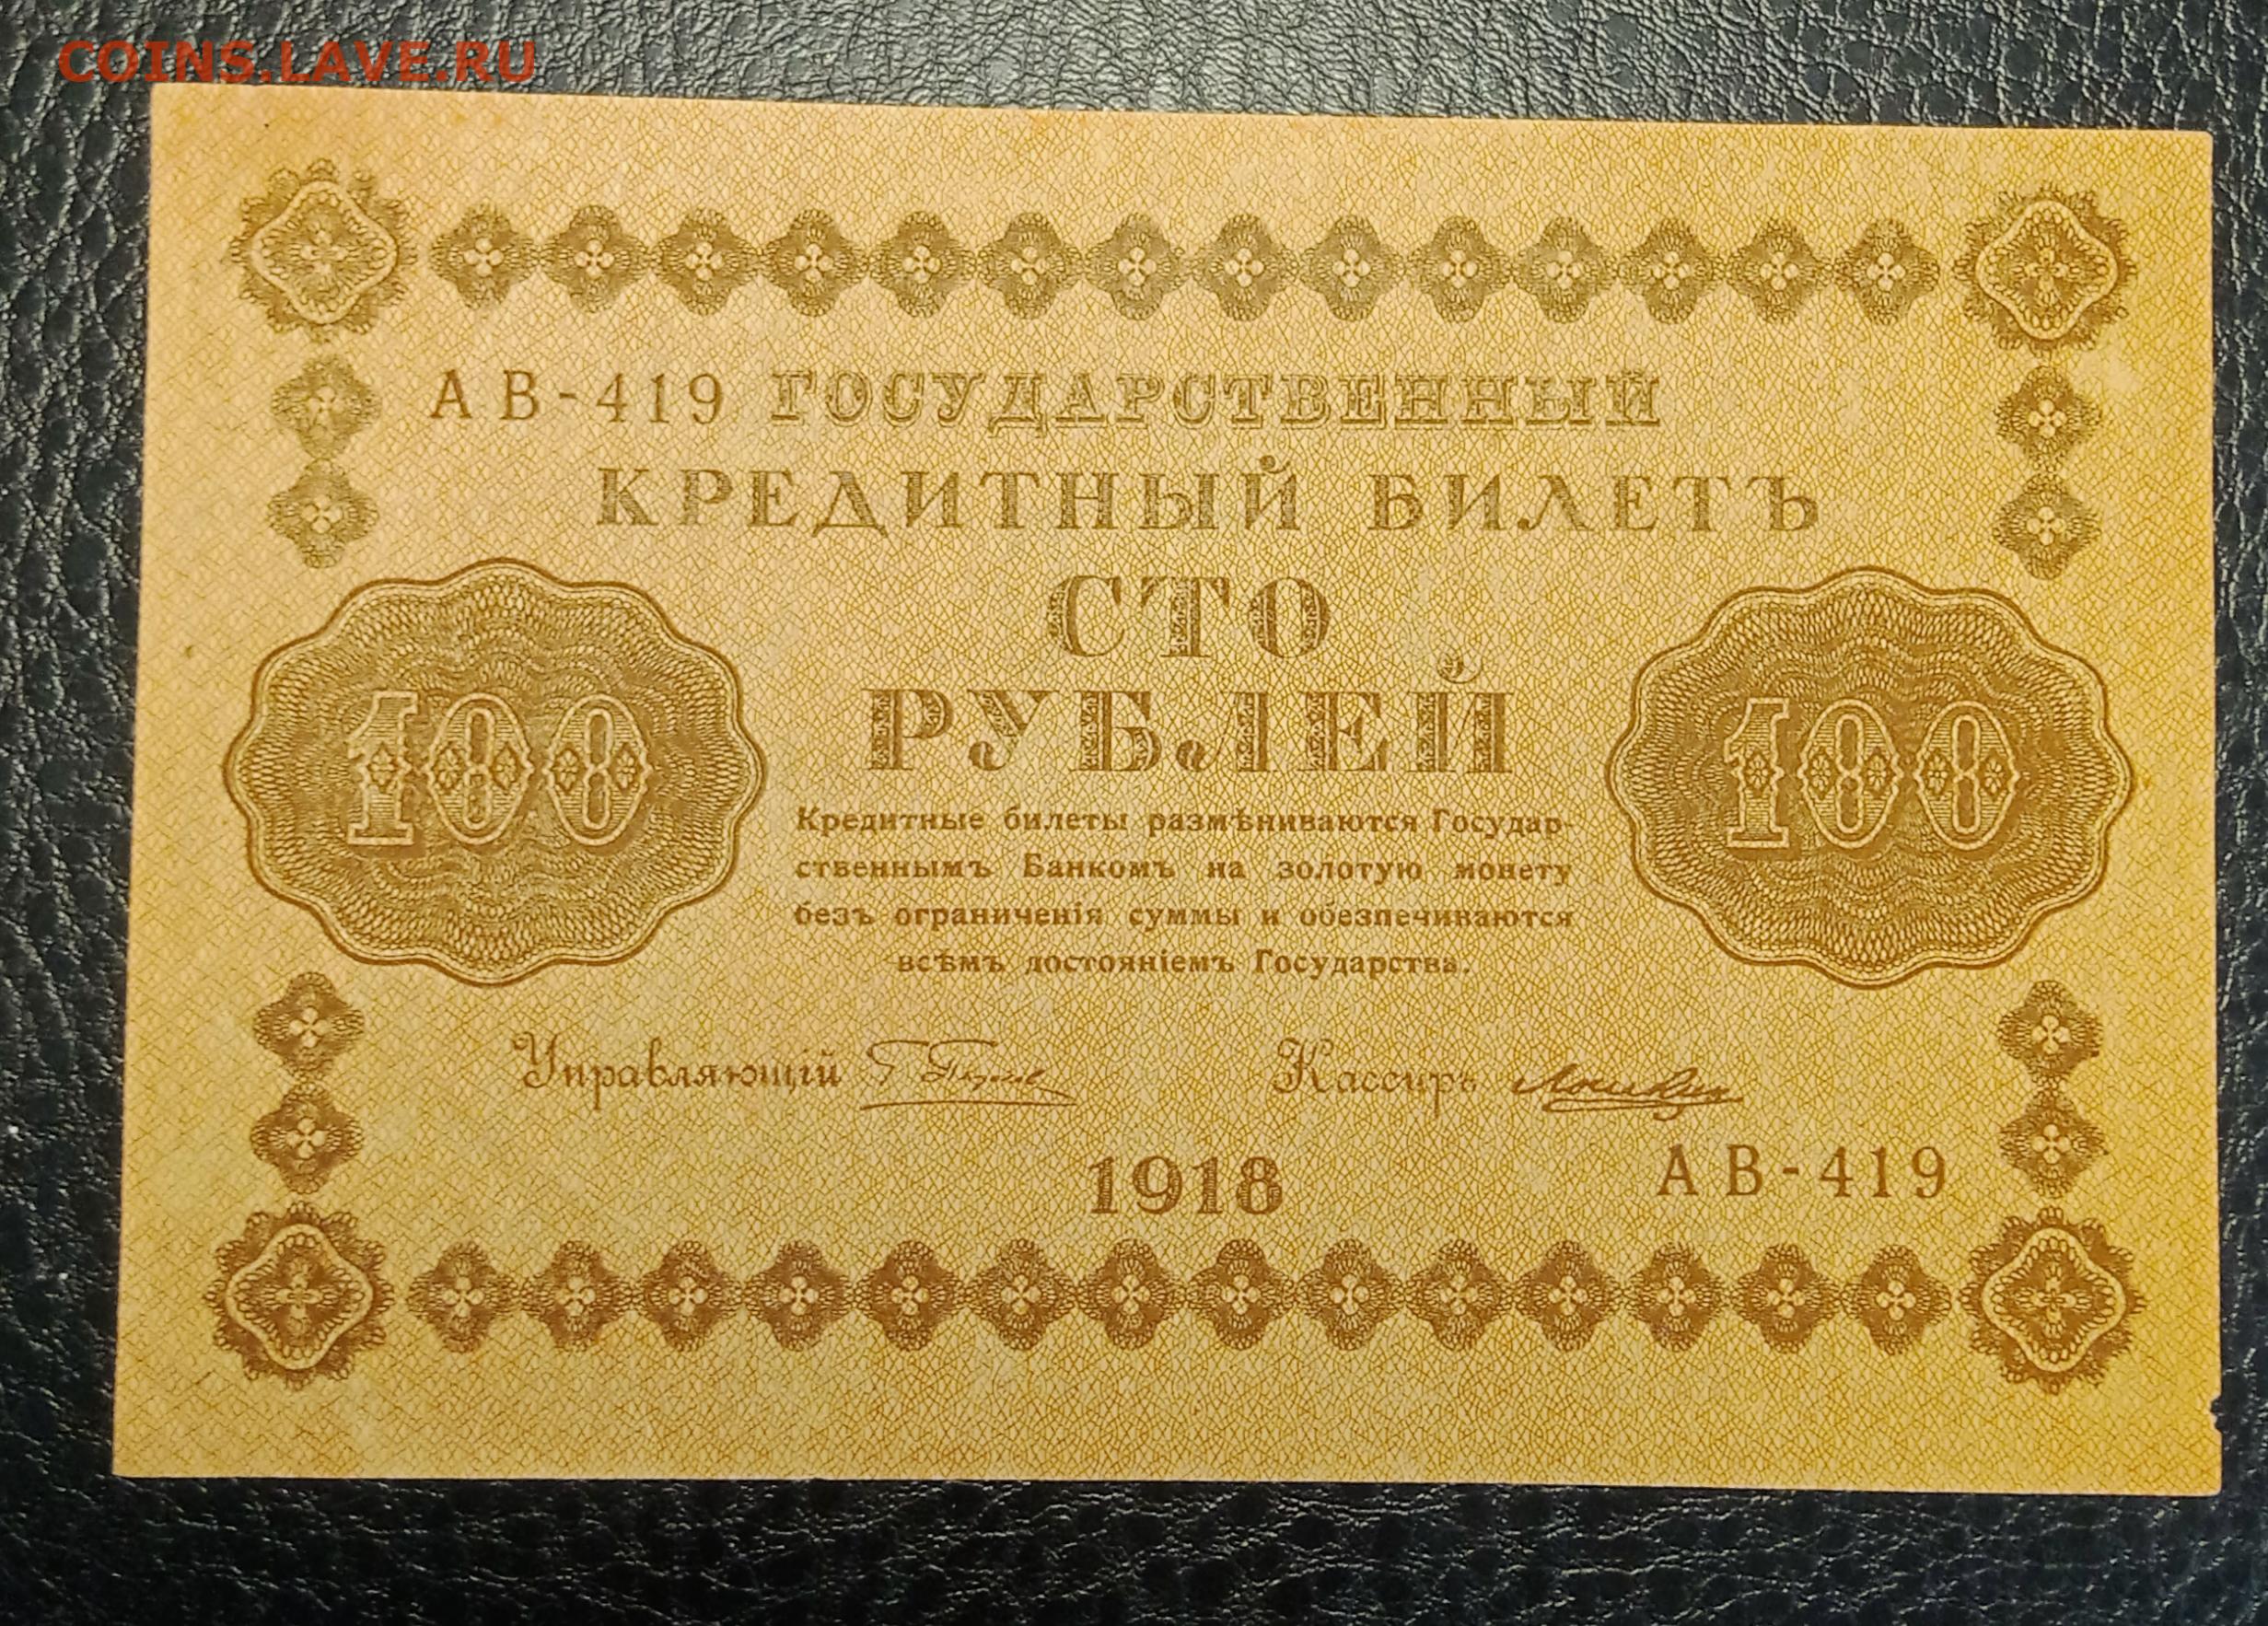 COINS.LAVE.RU
АВ-419 ГОСУДАРСТВЕННЫЙ
КРЕДИТНЫЙ БИЛЕТЪ
СТО
РУБЛЕЙ
100
100
Кредитные билеты размѣниваются Государ-
ственнымъ Банкомъ на золотую монету
безъ ограниченія суммы и обезпечиваются
всѣмъ достояніемъ Государства.
Управляющій
Кассиръ
1918
АВ-419